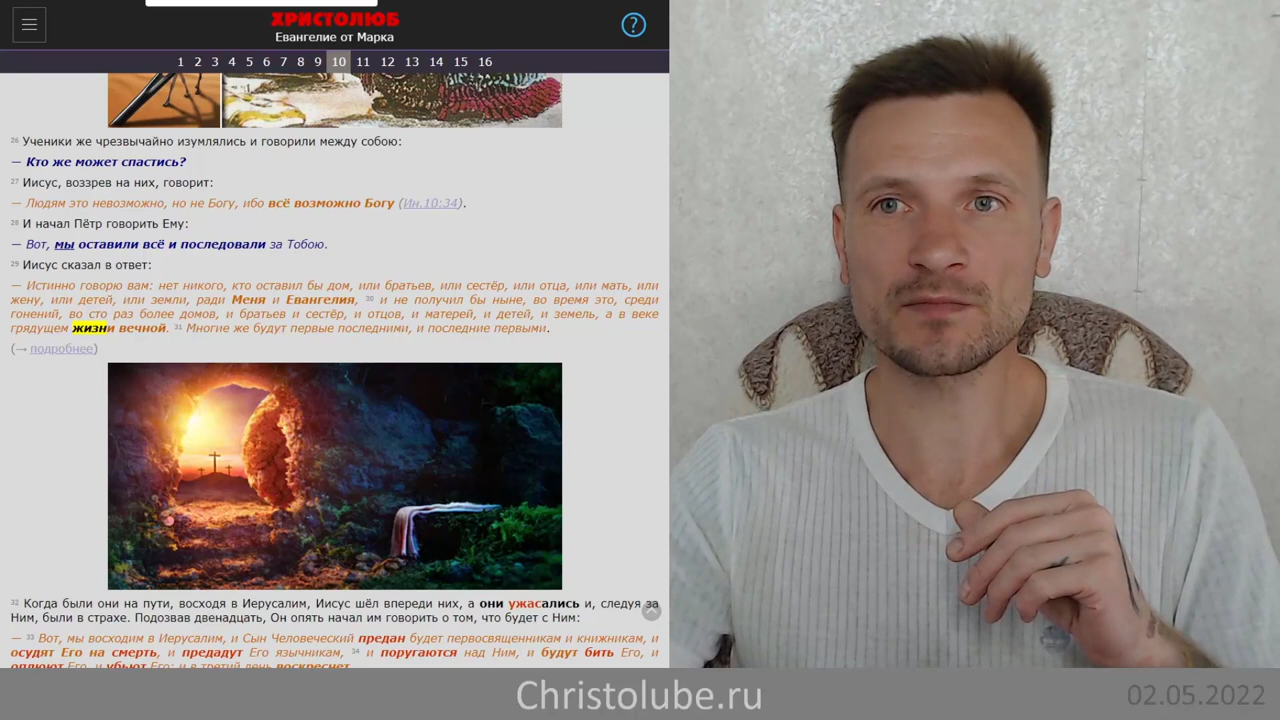 ХРИСТОЛЮБ
Евангелие от Марка
?
1 2 3 4 5 6 7 8 9 10 11 12 13 14 15 16
26 Ученики же чрезвычайно изумлялись и говорили между собою:
— Кто же может спастись?
27 Иисус, воззрев на них, говорит:
— Людям это невозможно, но не Богу, ибо всё возможно Богу (Ин.10:34).
28 И начал Пётр говорить Ему:
— Вот, мы оставили всё и последовали за Тобою.
29 Иисус сказал в ответ:
— Истинно говорю вам: нет никого, кто оставил бы дом, или братьев, или сестёр, или отца, или мать, или
жену, или детей, или земли, ради Меня и Евангелия, 30 и не получил бы ныне, во время это, среди
гонений, во сто раз более домов, и братьев и сестёр, и отцов, и матерей, и детей, и земель, а в веке
грядущем жизни вечной. 31 Многие же будут первые последними, и последние первыми.
(→ подробнее)
32 Когда были они на пути, восходя в Иерусалим, Иисус шёл впереди них, а они ужасались и, следуя за
Ним, были в страхе. Подозвав двенадцать, Он опять начал им говорить о том, что будет с Ним:
— 33 Вот, мы восходим в Иерусалим, и Сын Человеческий предан будет первосвященникам и книжникам, и
осудят Его на смерть, и предадут Его язычникам, 34 и поругаются над Ним, и будут бить Его, и
оплюют Его, и убьют Его; и в третий день воскреснет.
Christolube.ru
02.05.2022